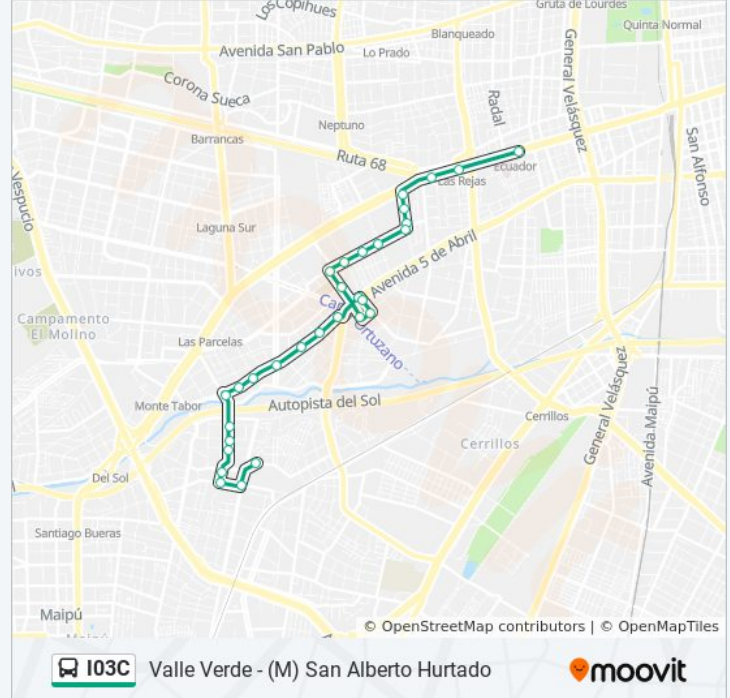 Los Copihues
Gruta de Lourdes
Quinta Normal
Blanqueado
Avenida San Pablo
Lo Prado
General Velásquez
Corona Sueca
Radal
Neptuno
Barrancas
San Alfonso
Ruta 68
Ecuador
Las Rejas
Vespucio
Laguna Sur
Avenida 5 de Abril
ivos
Campamento
El Molino
Las Parcelas
General Velásquez
Monte Tabor
Autopista del Sol
Cerrillos
Cerrillos
Avenida Maipú
Del Sol
Santiago Bueras
Maipú
© OpenStreetMap contributors | © OpenMapTiles
I03C
Valle Verde - (M) San Alberto Hurtado
moovit